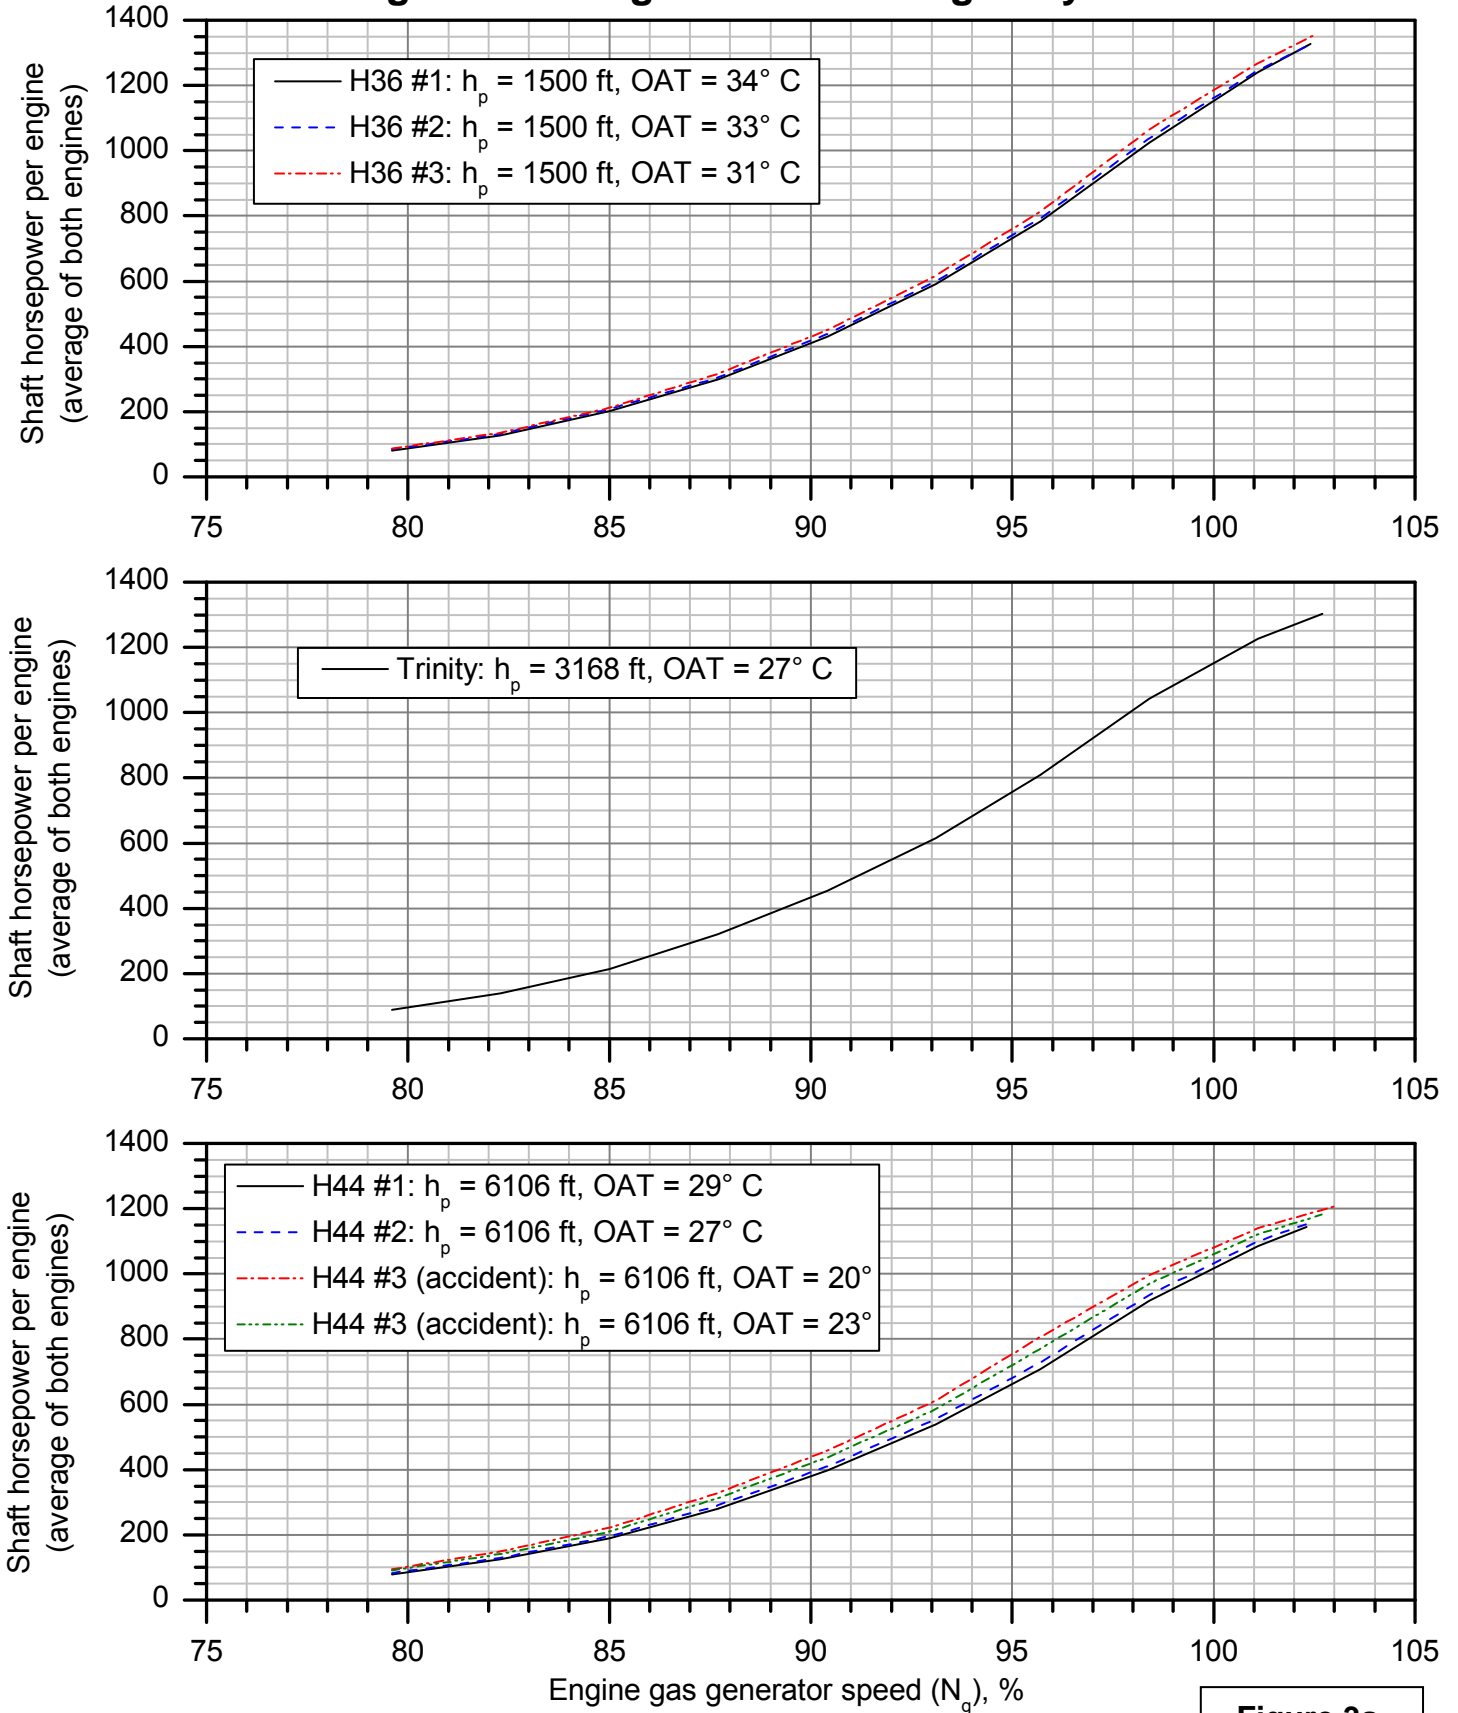 1400
1200
1000
800
600
400
200
0
Shaft horsepower per engine
(average of both engines)
H36 #1: hp = 1500 ft, OAT = 34° C
H36 #2: hp = 1500 ft, OAT = 33° C
H36 #3: hp = 1500 ft, OAT = 31° C
75 80 85 90 95 100 105
1400
1200
1000
800
600
400
200
0
Shaft horsepower per engine
(average of both engines)
Trinity: hp = 3168 ft, OAT = 27° C
75 80 85 90 95 100 105
1400
1200
1000
800
600
400
200
0
Shaft horsepower per engine
(average of both engines)
H44 #1: hp = 6106 ft, OAT = 29° C
H44 #2: hp = 6106 ft, OAT = 27° C
H44 #3 (accident): hp = 6106 ft, OAT = 20°
H44 #3 (accident): hp = 6106 ft, OAT = 23°
75 80 85 90 95 100 105
Engine gas generator speed (Ng), %